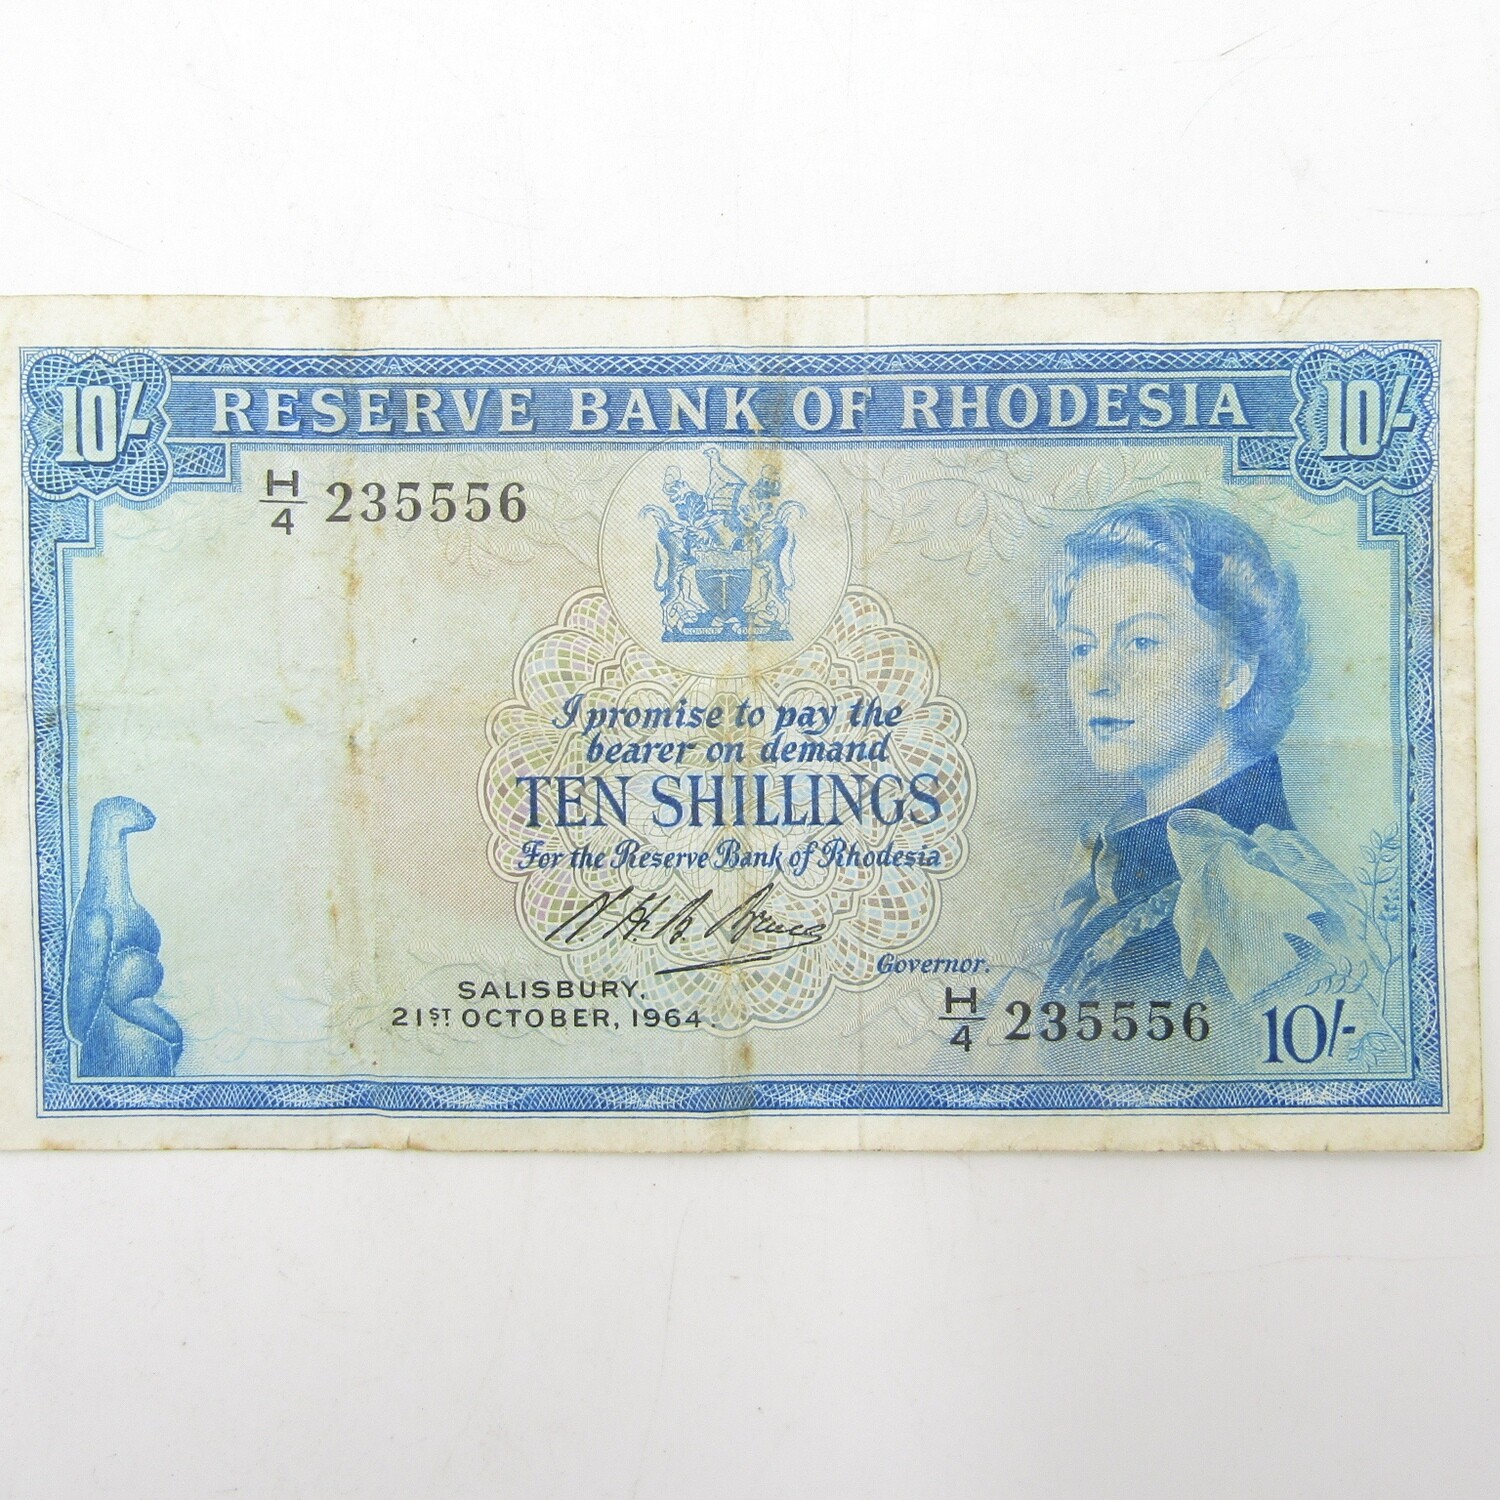 10/- RESERVE BANK OF RHODESIA 10/-
H/4 235556
I promise to pay the
bearer on demand
TEN SHILLINGS
For the Reserve Bank of Rhodesia
N. H. B. Bruce
Governor.
SALISBURY,
21ST OCTOBER, 1964.
H/4 235556 10/-